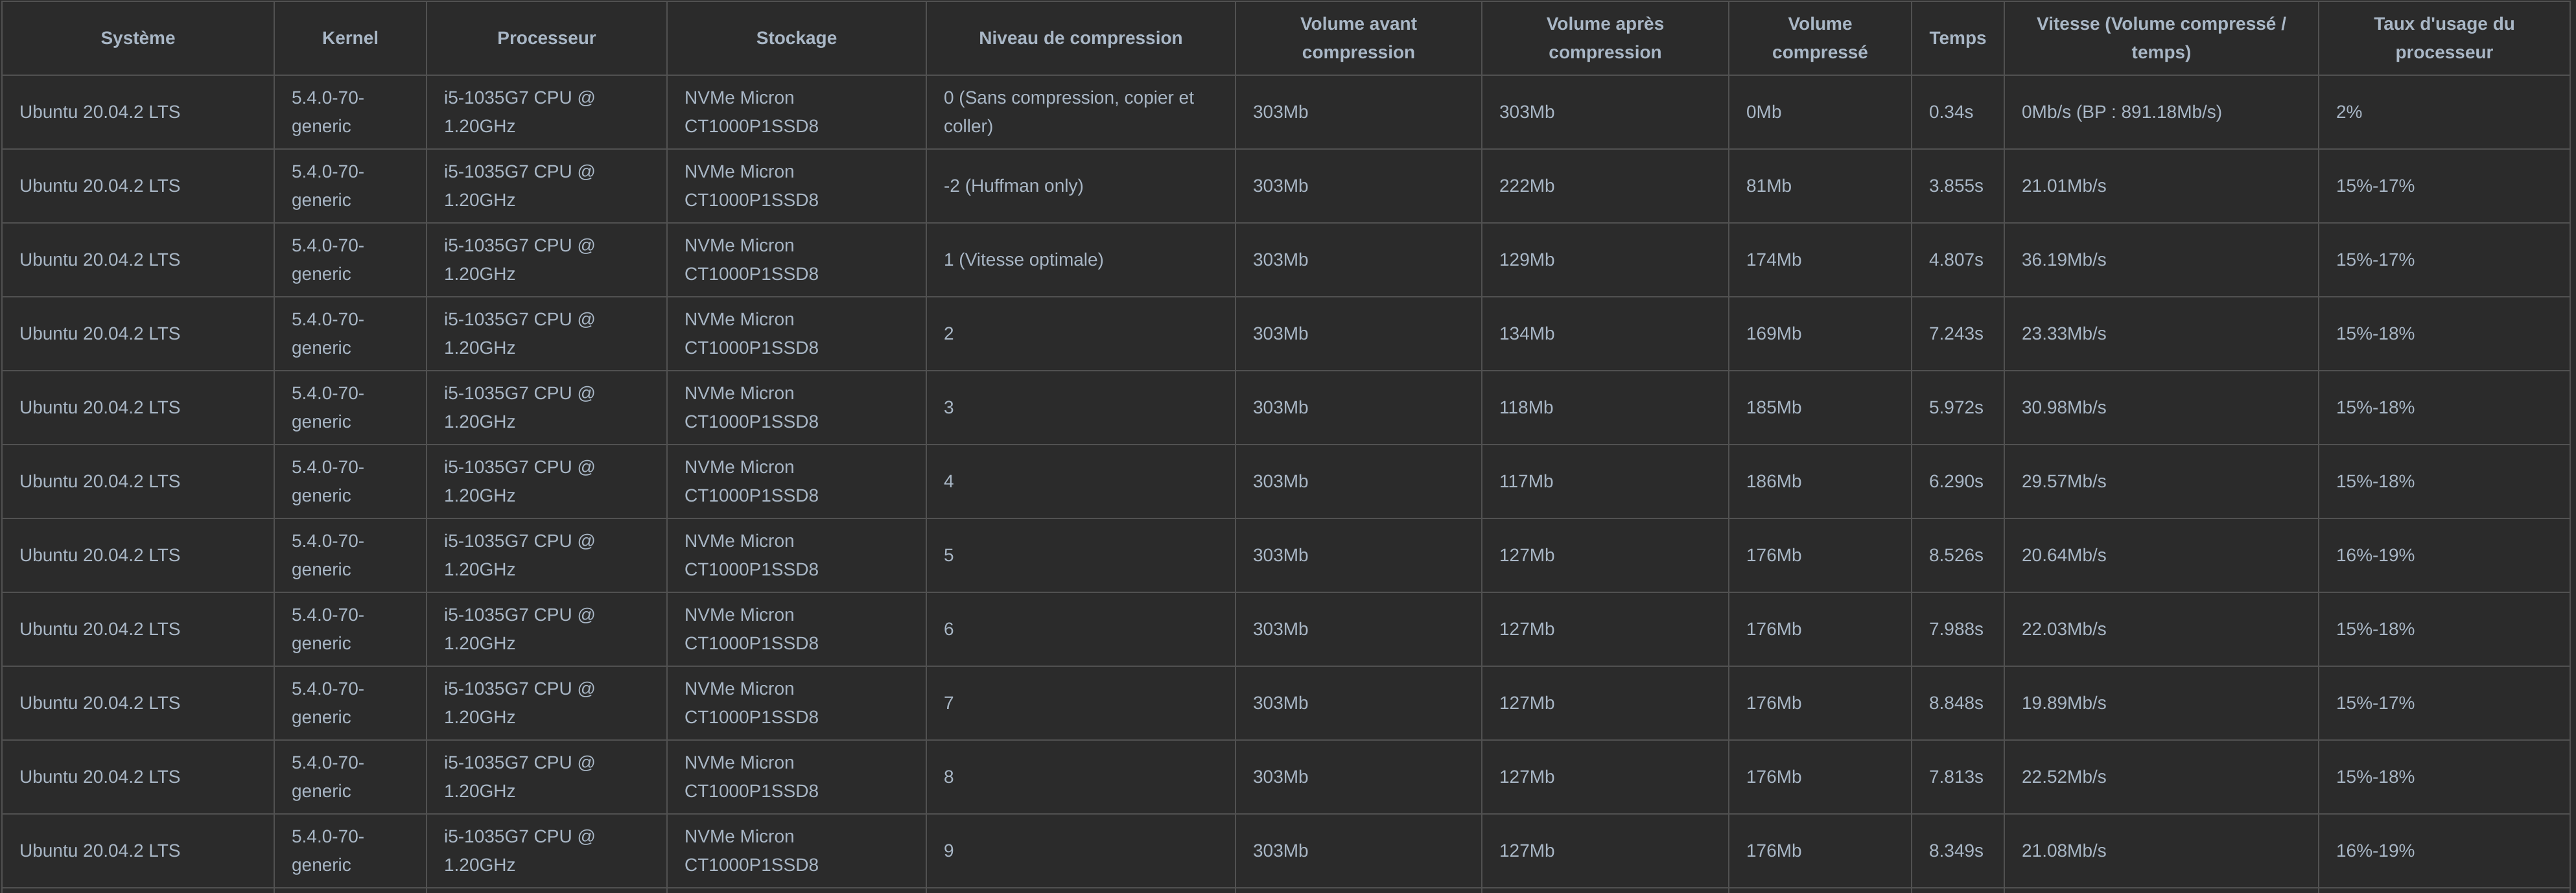 Système Kernel Processeur Stockage Niveau de compression Volume avant compression Volume après compression Volume compressé Temps Vitesse (Volume compressé / temps) Taux d'usage du processeur
Ubuntu 20.04.2 LTS 5.4.0-70-generic i5-1035G7 CPU @ 1.20GHz NVMe Micron CT1000P1SSD8 0 (Sans compression, copier et coller) 303Mb 303Mb 0Mb 0.34s 0Mb/s (BP : 891.18Mb/s) 2%
Ubuntu 20.04.2 LTS 5.4.0-70-generic i5-1035G7 CPU @ 1.20GHz NVMe Micron CT1000P1SSD8 -2 (Huffman only) 303Mb 222Mb 81Mb 3.855s 21.01Mb/s 15%-17%
Ubuntu 20.04.2 LTS 5.4.0-70-generic i5-1035G7 CPU @ 1.20GHz NVMe Micron CT1000P1SSD8 1 (Vitesse optimale) 303Mb 129Mb 174Mb 4.807s 36.19Mb/s 15%-17%
Ubuntu 20.04.2 LTS 5.4.0-70-generic i5-1035G7 CPU @ 1.20GHz NVMe Micron CT1000P1SSD8 2 303Mb 134Mb 169Mb 7.243s 23.33Mb/s 15%-18%
Ubuntu 20.04.2 LTS 5.4.0-70-generic i5-1035G7 CPU @ 1.20GHz NVMe Micron CT1000P1SSD8 3 303Mb 118Mb 185Mb 5.972s 30.98Mb/s 15%-18%
Ubuntu 20.04.2 LTS 5.4.0-70-generic i5-1035G7 CPU @ 1.20GHz NVMe Micron CT1000P1SSD8 4 303Mb 117Mb 186Mb 6.290s 29.57Mb/s 15%-18%
Ubuntu 20.04.2 LTS 5.4.0-70-generic i5-1035G7 CPU @ 1.20GHz NVMe Micron CT1000P1SSD8 5 303Mb 127Mb 176Mb 8.526s 20.64Mb/s 16%-19%
Ubuntu 20.04.2 LTS 5.4.0-70-generic i5-1035G7 CPU @ 1.20GHz NVMe Micron CT1000P1SSD8 6 303Mb 127Mb 176Mb 7.988s 22.03Mb/s 15%-18%
Ubuntu 20.04.2 LTS 5.4.0-70-generic i5-1035G7 CPU @ 1.20GHz NVMe Micron CT1000P1SSD8 7 303Mb 127Mb 176Mb 8.848s 19.89Mb/s 15%-17%
Ubuntu 20.04.2 LTS 5.4.0-70-generic i5-1035G7 CPU @ 1.20GHz NVMe Micron CT1000P1SSD8 8 303Mb 127Mb 176Mb 7.813s 22.52Mb/s 15%-18%
Ubuntu 20.04.2 LTS 5.4.0-70-generic i5-1035G7 CPU @ 1.20GHz NVMe Micron CT1000P1SSD8 9 303Mb 127Mb 176Mb 8.349s 21.08Mb/s 16%-19%